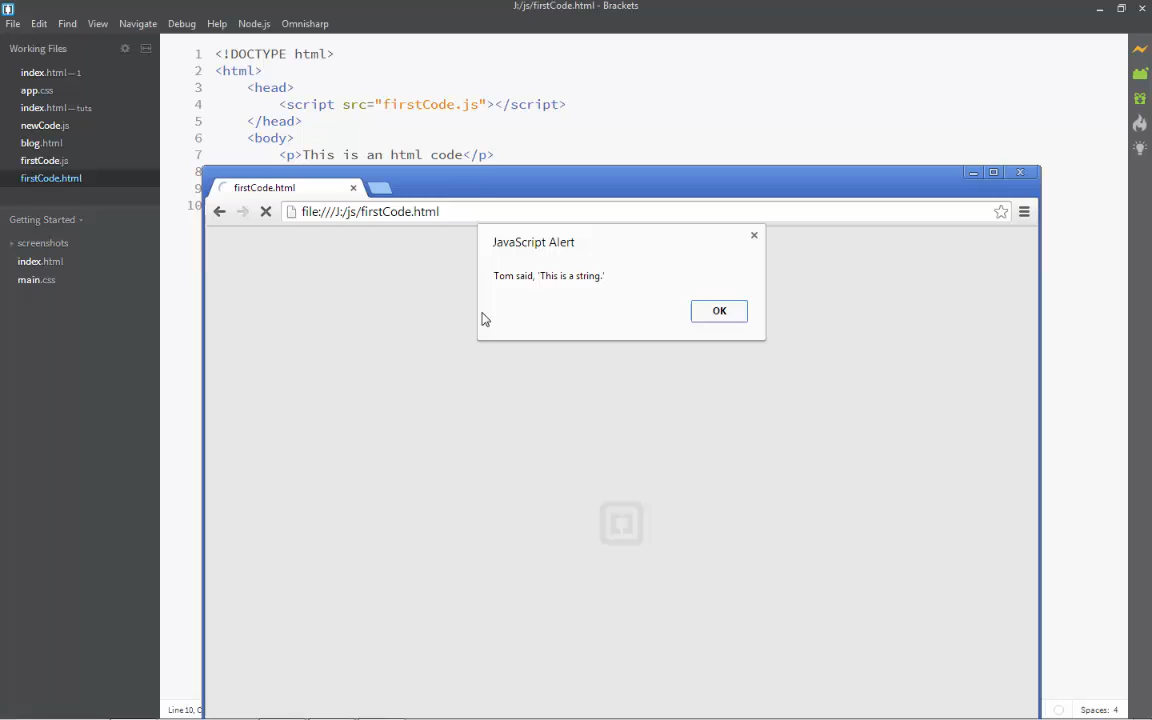 J:/js/firstCode.html - Brackets
File Edit Find View Navigate Debug Help Node.js Omnisharp
Working Files
index.html — 1
app.css
index.html — tuts
newCode.js
blog.html
firstCode.js
firstCode.html
Getting Started
screenshots
index.html
main.css
1 <!DOCTYPE html>
2 <html>
3 <head>
4 <script src="firstCode.js"></script>
5 </head>
6 <body>
7 <p>This is an html code</p>
8
9
10
firstCode.html
file:///J:/js/firstCode.html
JavaScript Alert
Tom said, 'This is a string.'
OK
Line 10,
Spaces: 4